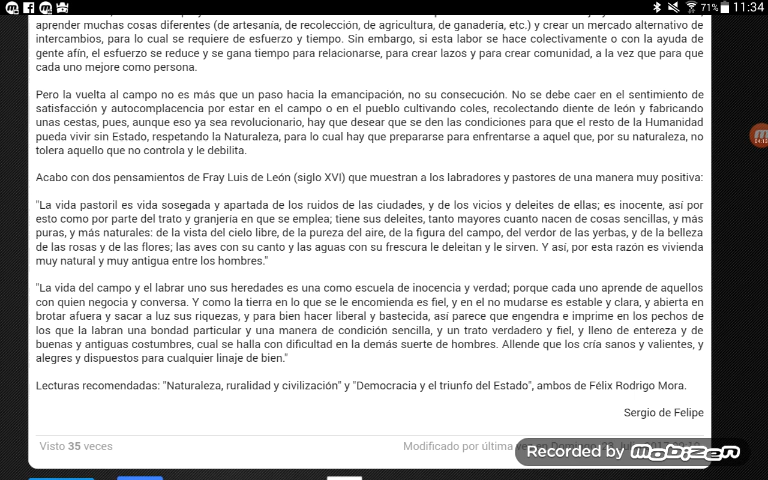 71% 11:34
aprender muchas cosas diferentes (de artesanía, de recolección, de agricultura, de ganadería, etc.) y crear un mercado alternativo de
intercambios, para lo cual se requiere de esfuerzo y tiempo. Sin embargo, si esta labor se hace colectivamente o con la ayuda de
gente afín, el esfuerzo se reduce y se gana tiempo para relacionarse, para crear lazos y para crear comunidad, a la vez que para que
cada uno mejore como persona.
Pero la vuelta al campo no es más que un paso hacia la emancipación, no su consecución. No se debe caer en el sentimiento de
satisfacción y autocomplacencia por estar en el campo o en el pueblo cultivando coles, recolectando diente de león y fabricando
unas cestas, pues, aunque eso ya sea revolucionario, hay que desear que se den las condiciones para que el resto de la Humanidad
pueda vivir sin Estado, respetando la Naturaleza, para lo cual hay que prepararse para enfrentarse a aquel que, por su naturaleza, no
tolera aquello que no controla y le debilita.
Acabo con dos pensamientos de Fray Luis de León (siglo XVI) que muestran a los labradores y pastores de una manera muy positiva:
"La vida pastoril es vida sosegada y apartada de los ruidos de las ciudades, y de los vicios y deleites de ellas; es inocente, así por
esto como por parte del trato y granjería en que se emplea; tiene sus deleites, tanto mayores cuanto nacen de cosas sencillas, y más
puras, y más naturales: de la vista del cielo libre, de la pureza del aire, de la figura del campo, del verdor de las yerbas, y de la belleza
de las rosas y de las flores; las aves con su canto y las aguas con su frescura le deleitan y le sirven. Y así, por esta razón es vivienda
muy natural y muy antigua entre los hombres."
"La vida del campo y el labrar uno sus heredades es una como escuela de inocencia y verdad; porque cada uno aprende de aquellos
con quien negocia y conversa. Y como la tierra en lo que se le encomienda es fiel, y en el no mudarse es estable y clara, y abierta en
brotar afuera y sacar a luz sus riquezas, y para bien hacer liberal y bastecida, así parece que engendra e imprime en los pechos de
los que la labran una bondad particular y una manera de condición sencilla, y un trato verdadero y fiel, y lleno de entereza y de
buenas y antiguas costumbres, cual se halla con dificultad en la demás suerte de hombres. Allende que los cría sanos y valientes, y
alegres y dispuestos para cualquier linaje de bien."
Lecturas recomendadas: "Naturaleza, ruralidad y civilización" y "Democracia y el triunfo del Estado", ambos de Félix Rodrigo Mora.
Sergio de Felipe
Visto 35 veces
Modificado por última
Recorded by mobizen